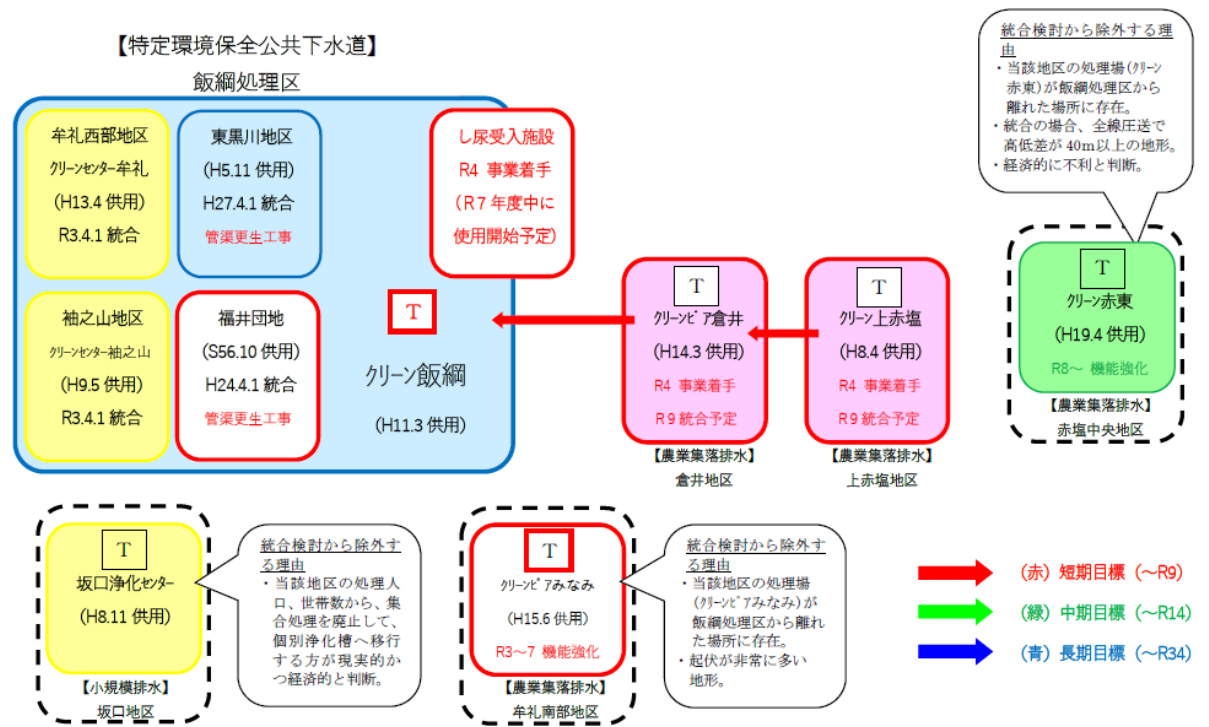 【特定環境保全公共下水道】
飯綱処理区
牟礼西部地区
クリーンセンター牟礼
(H13.4 供用)
R3.4.1 統合
東黒川地区
(H5.11 供用)
H27.4.1 統合
管渠更生工事
し尿受入施設
R4 事業着手
(R7 年度中に
使用開始予定)
袖之山地区
クリーンセンター袖之山
(H9.5 供用)
R3.4.1 統合
福井団地
(S56.10 供用)
H24.4.1 統合
管渠更生工事
T
クリーン飯綱
(H11.3 供用)
T
クリーンピア倉井
(H14.3 供用)
R4 事業着手
R9 統合予定
【農業集落排水】
倉井地区
T
クリーン上赤塩
(H8.4 供用)
R4 事業着手
R9 統合予定
【農業集落排水】
上赤塩地区
統合検討から除外する理
由
・当該地区の処理場(クリーン
赤東)が飯綱処理区から
離れた場所に存在。
・統合の場合、全線圧送で
高低差が 40m以上の地形。
・経済的に不利と判断。
T
クリーン赤東
(H19.4 供用)
R8～ 機能強化
【農業集落排水】
赤塩中央地区
T
坂口浄化センター
(H8.11 供用)
【小規模排水】
坂口地区
統合検討から除外す
る理由
・当該地区の処理人
口、世帯数から、集
合処理を廃止して、
個別浄化槽へ移行
する方が現実的か
つ経済的と判断。
T
クリーンピアみなみ
(H15.6 供用)
R3～7 機能強化
【農業集落排水】
牟礼南部地区
統合検討から除外す
る理由
・当該地区の処理場
(クリーンピアみなみ)が
飯綱処理区から離れ
た場所に存在。
・起伏が非常に多い
地形。
(赤) 短期目標 (～R9)
(緑) 中期目標 (～R14)
(青) 長期目標 (～R34)